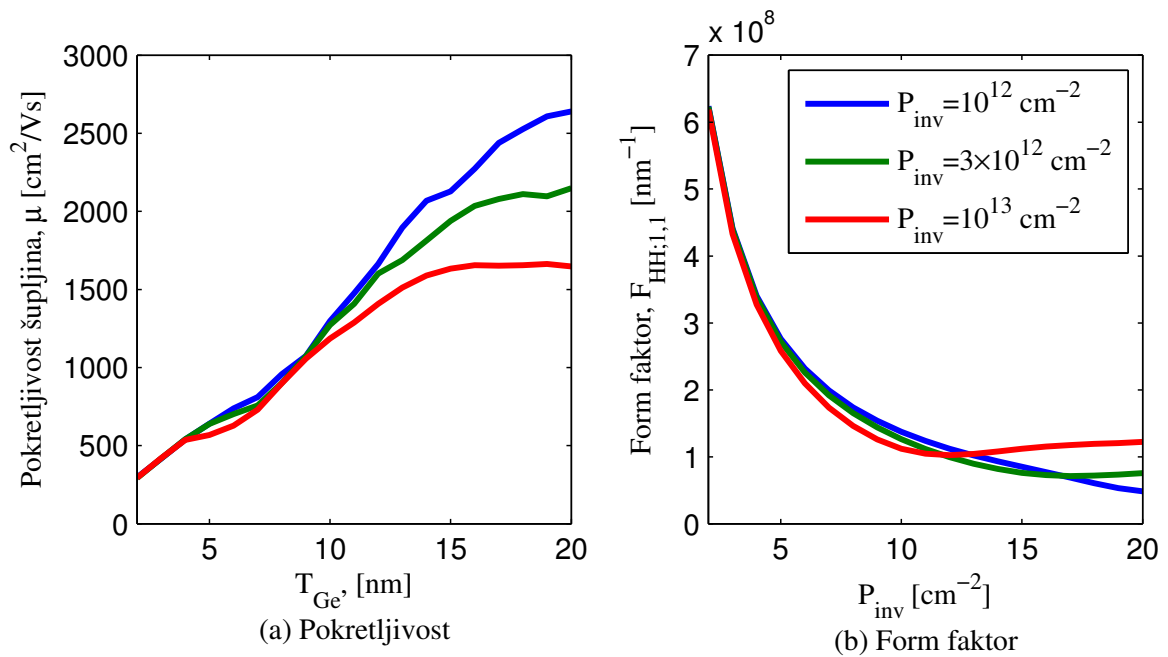 3000
2500
2000
1500
1000
500
0
Pokretljivost šupljina, μ [cm²/Vs]
5 10 15 20
T_Ge, [nm]
(a) Pokretljivost
x 10⁸
7
6
5
4
3
2
1
0
Form faktor, F_HH;1,1 [nm⁻¹]
P_inv=10¹² cm⁻²
P_inv=3×10¹² cm⁻²
P_inv=10¹³ cm⁻²
5 10 15 20
P_inv [cm⁻²]
(b) Form faktor